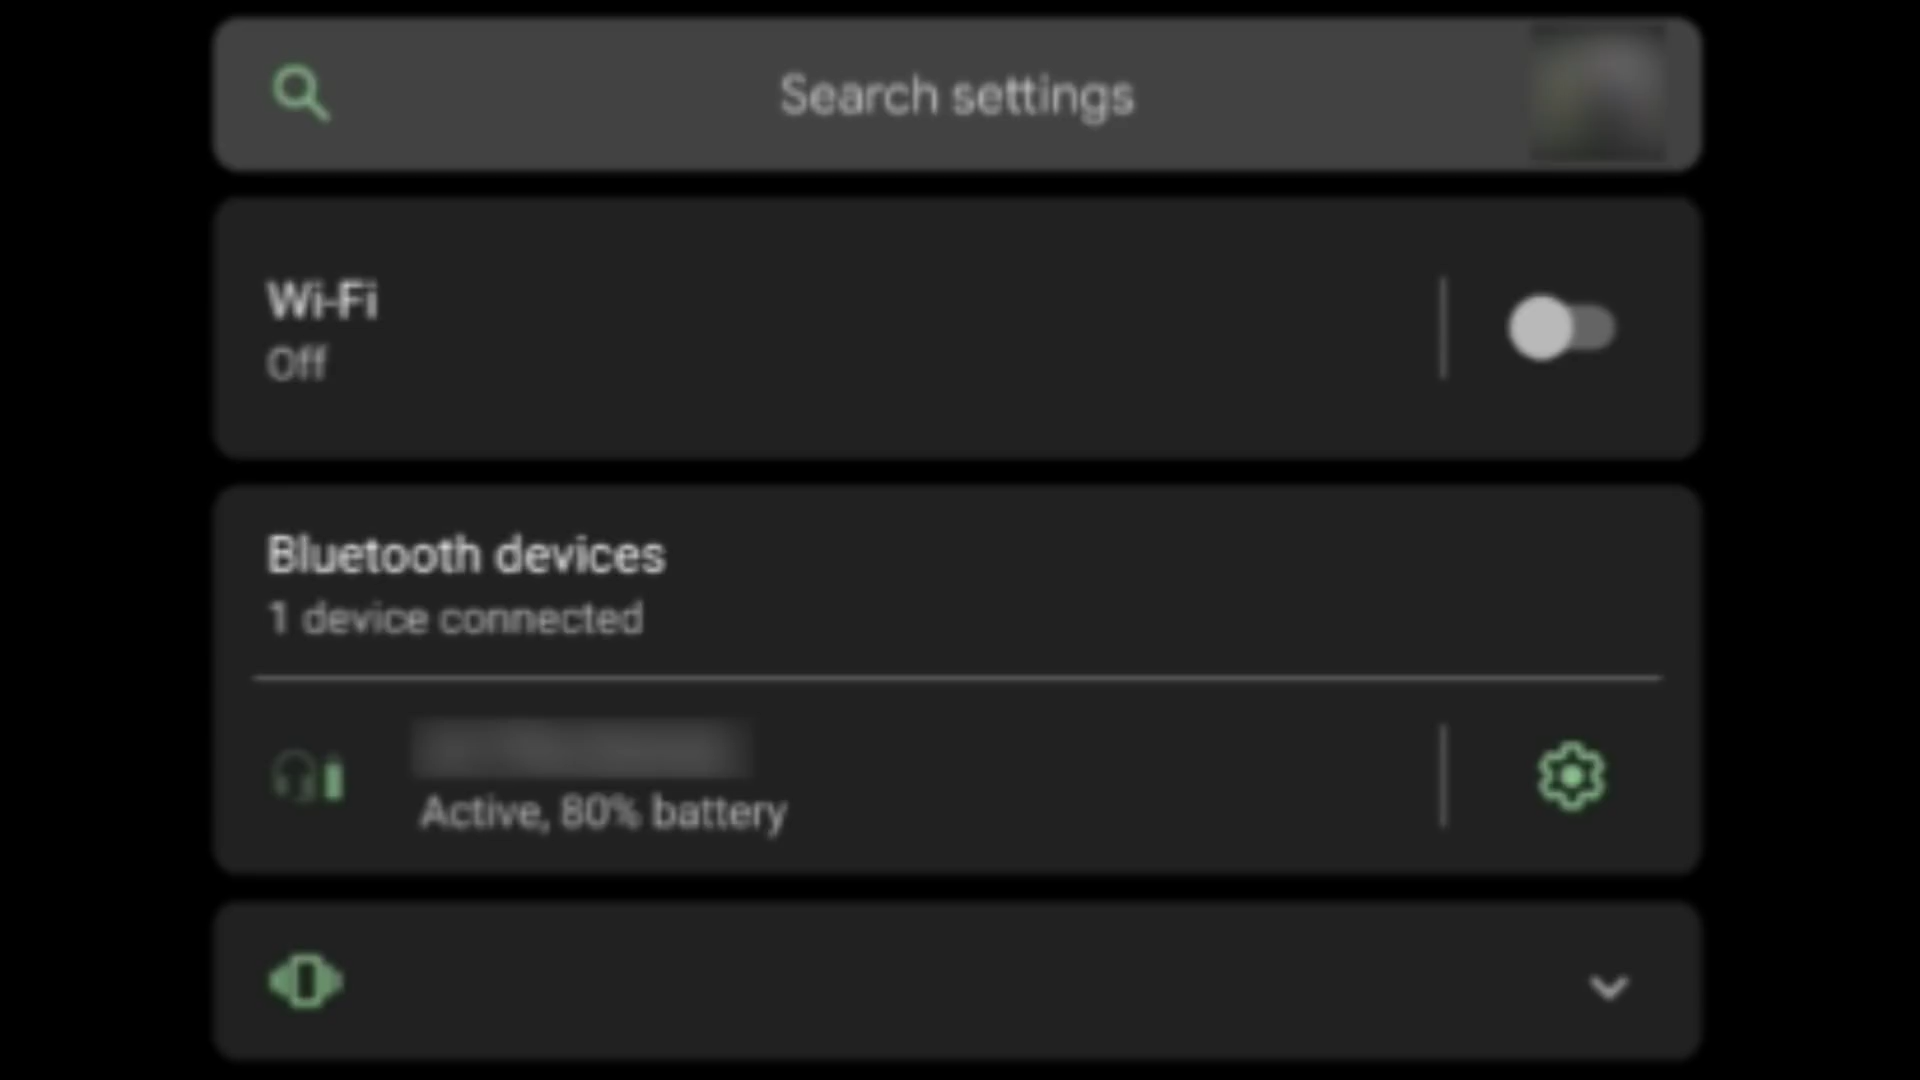 Search settings
Wi-Fi
Off
Bluetooth devices
1 device connected
Active, 80% battery